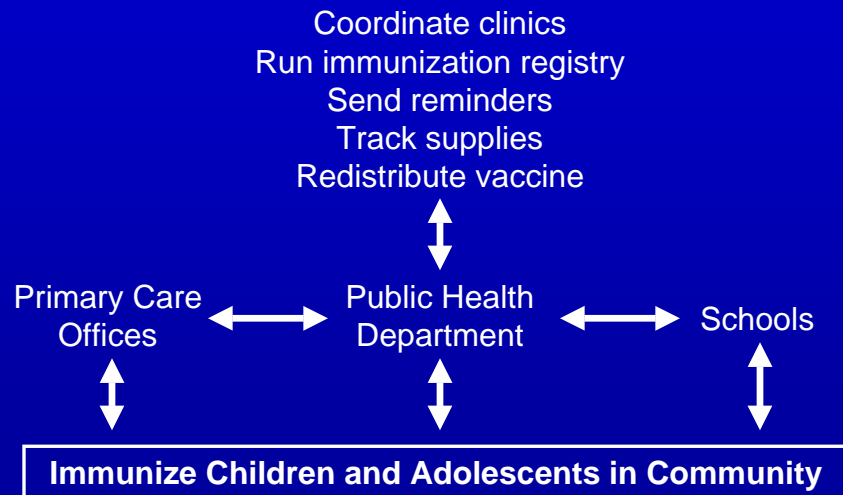 Coordinate clinics
Run immunization registry
Send reminders
Track supplies
Redistribute vaccine
Primary Care
Offices
Public Health
Department
Schools
Immunize Children and Adolescents in Community